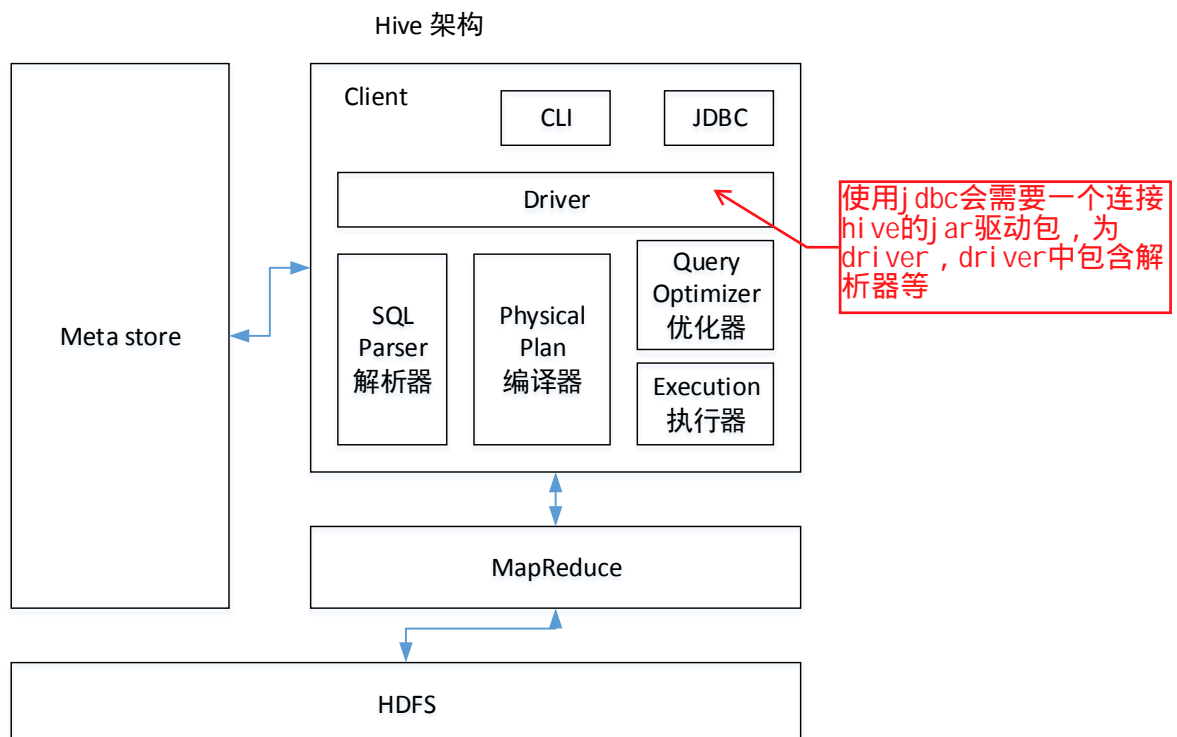 Hive 架构
Client
CLI
JDBC
Driver
使用jdbc会需要一个连接
hive的jar驱动包，为
driver，driver中包含解
析器等
Meta store
SQL
Parser
解析器
Physical
Plan
编译器
Query
Optimizer
优化器
Execution
执行器
MapReduce
HDFS